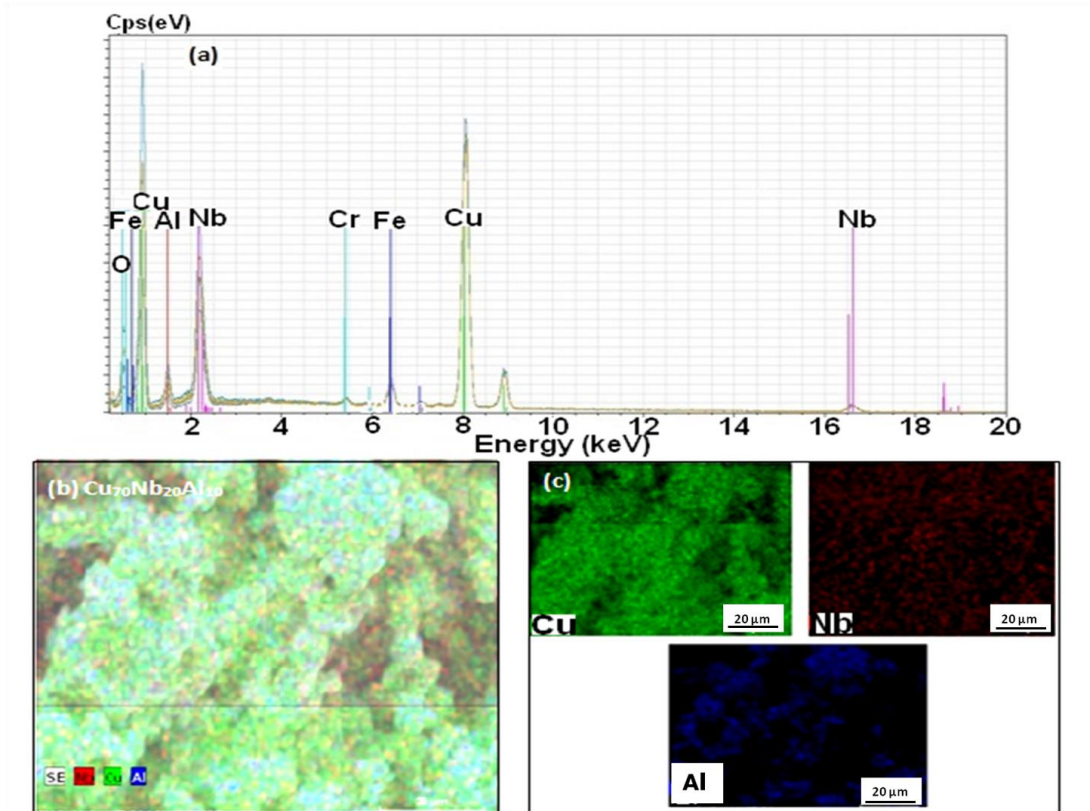 Cps(eV)
(a)
Cu
Fe Al Nb Cr Fe Cu Nb
O
2 4 6 8 10 12 14 16 18 20
Energy (keV)
(b) Cu₇₀Nb₂₀Al₁₀
SE Nb Cu Al
(c)
Cu 20 µm
Nb 20 µm
Al 20 µm